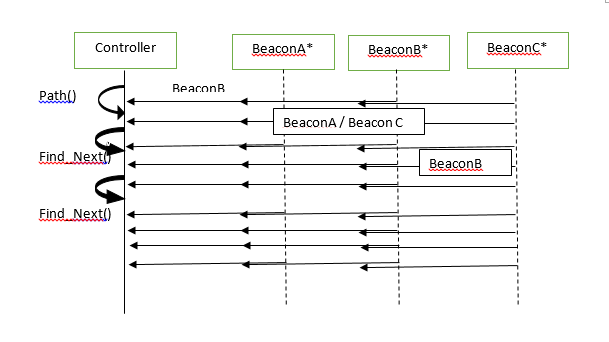 Controller
BeaconA*
BeaconB*
BeaconC*
Path()
BeaconB
BeaconA / Beacon C
Find_Next()
BeaconB
Find_Next()